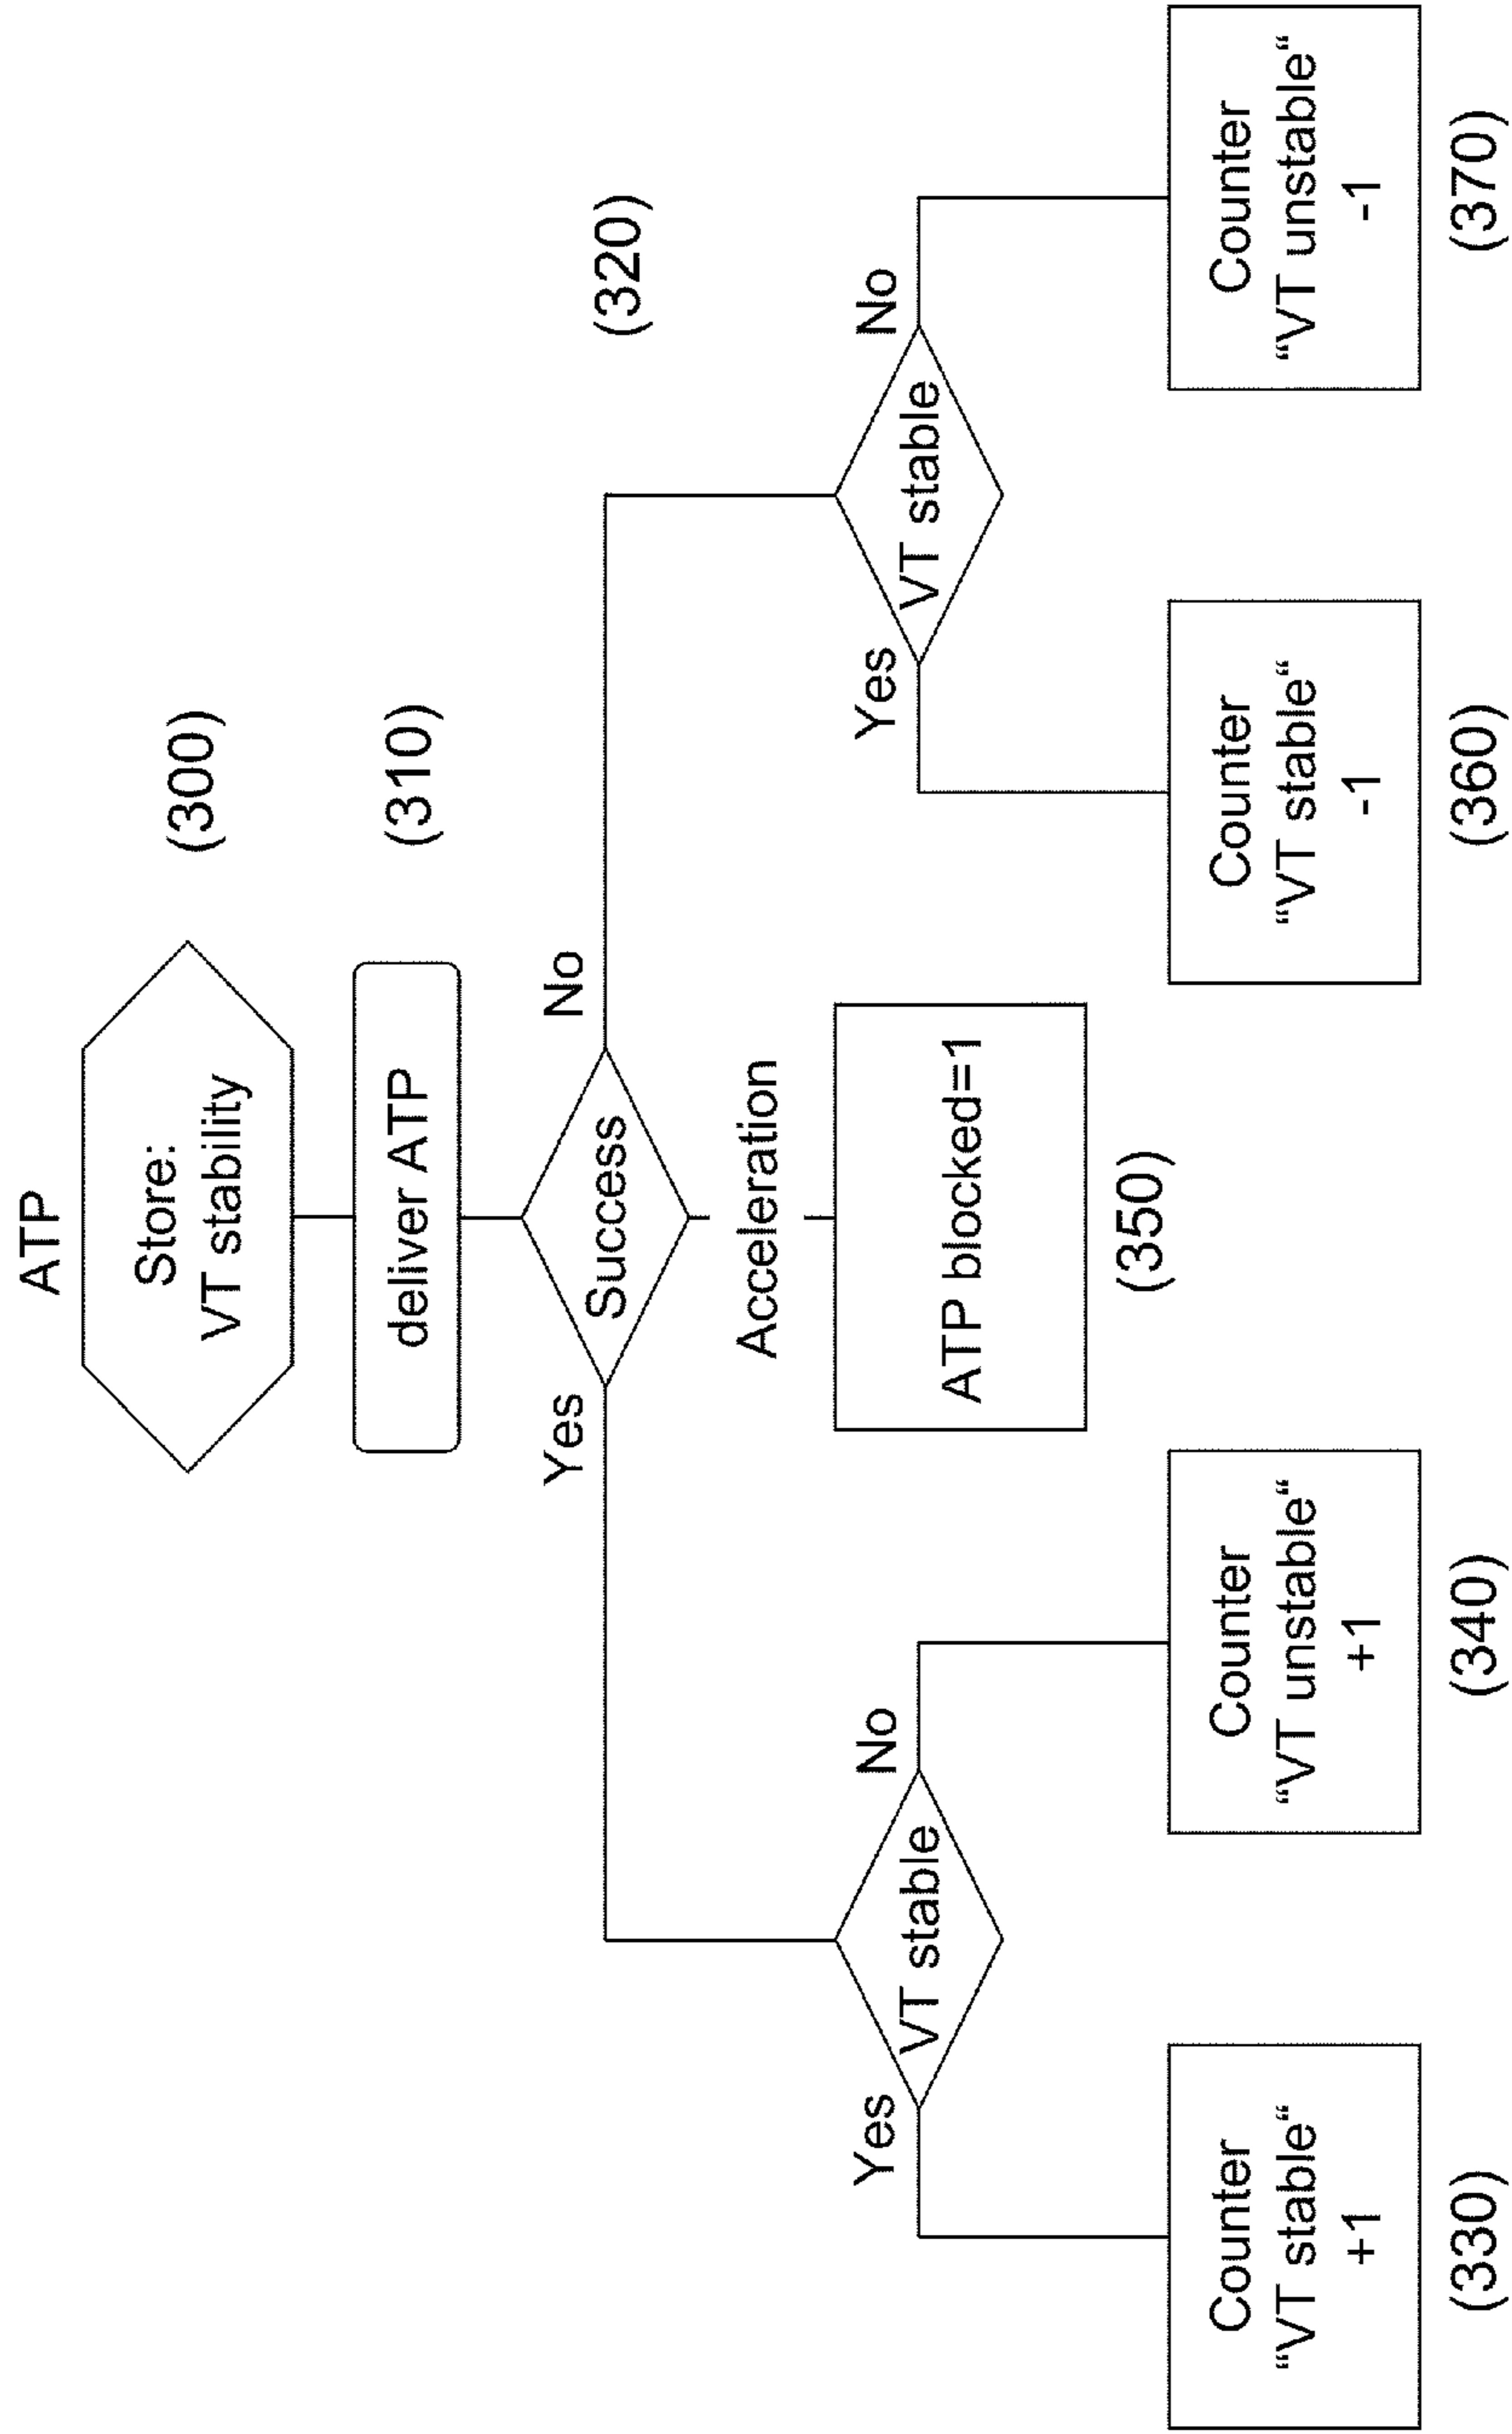 ATP
Store:
VT stability
(300)
deliver ATP
(310)
Yes
Success
No
(320)
Acceleration
Yes
VT stable
No
ATP blocked=1
(350)
Yes
VT stable
No
Counter
“VT stable“
+1
(330)
Counter
“VT unstable“
+1
(340)
Counter
“VT stable“
-1
(360)
Counter
“VT unstable“
-1
(370)